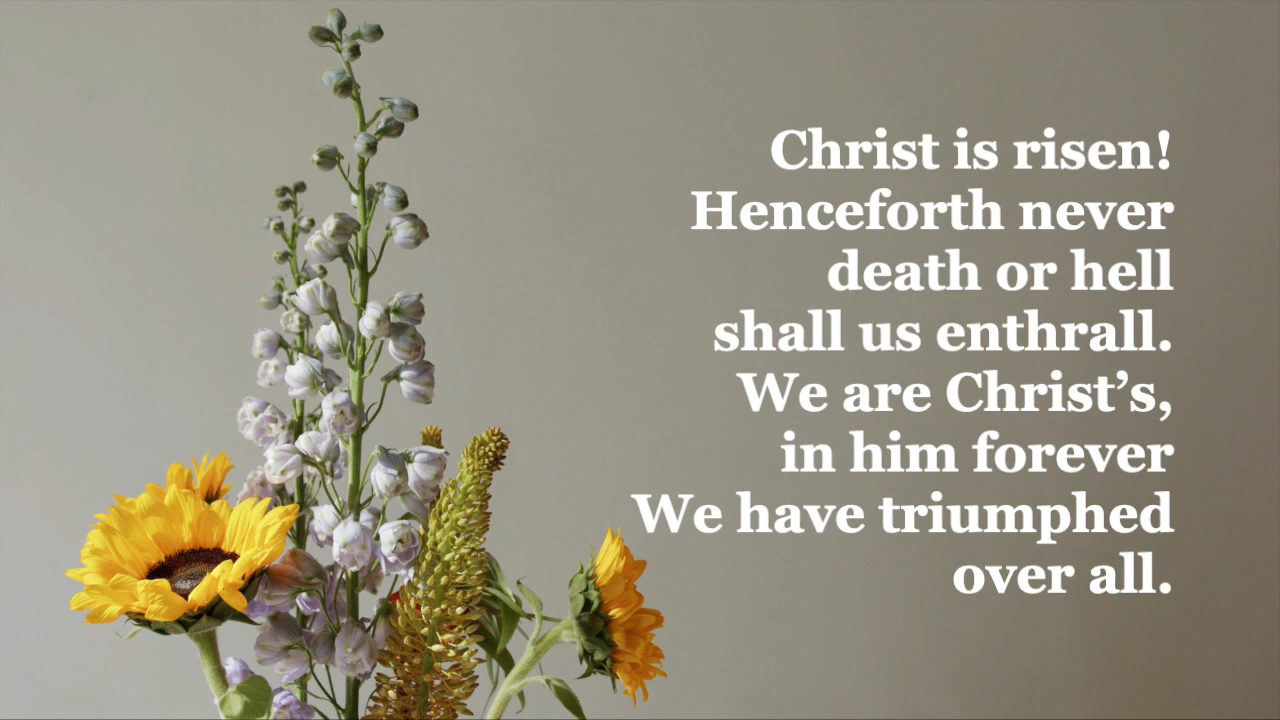 Christ is risen!
Henceforth never
death or hell
shall us enthrall.
We are Christ’s,
in him forever
We have triumphed
over all.